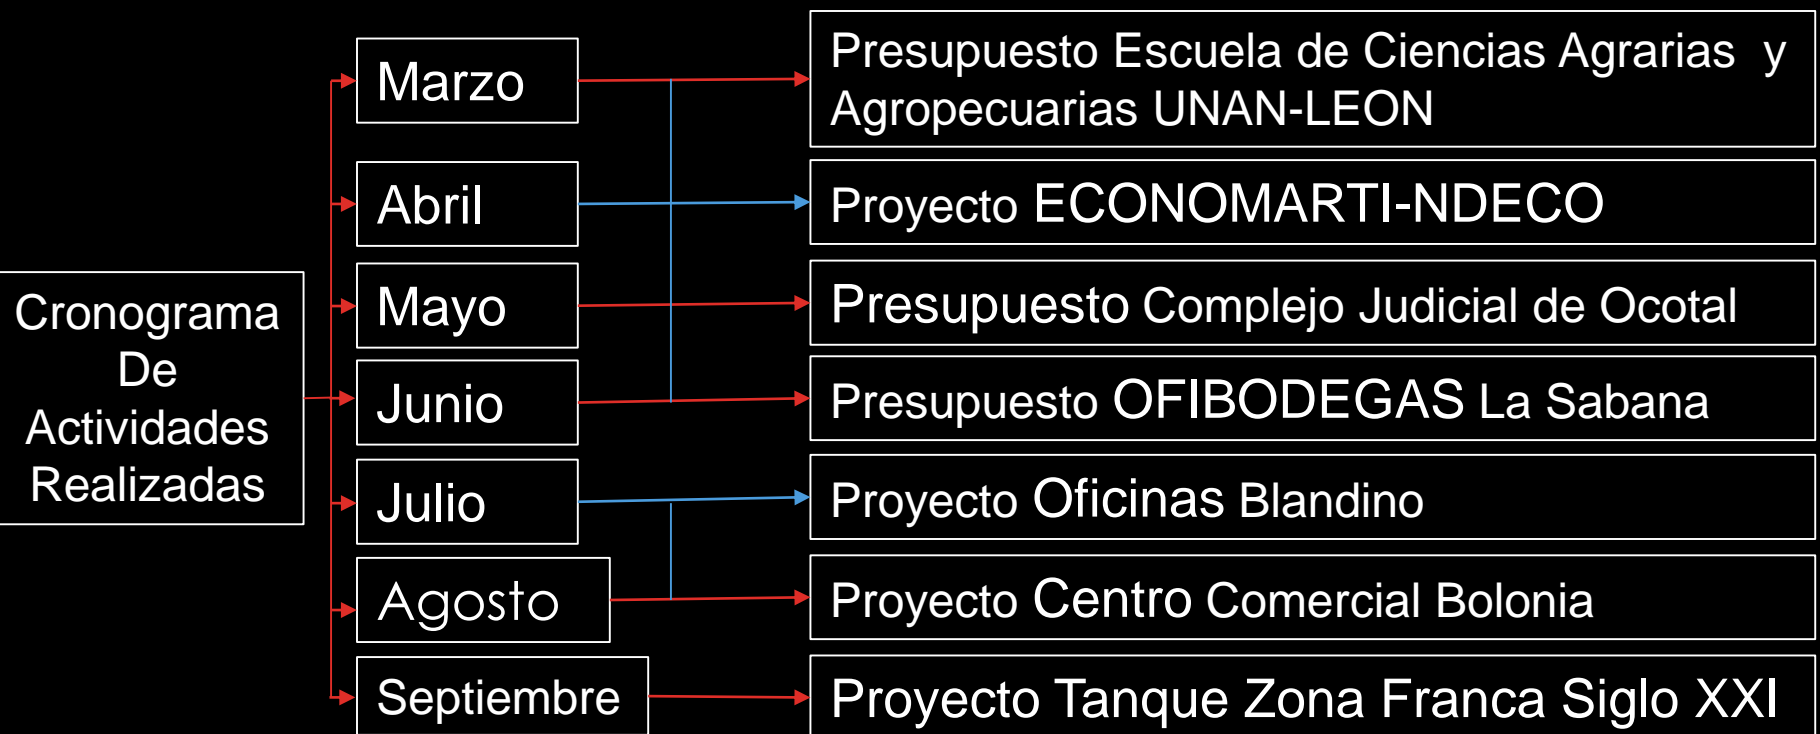 Cronograma
De
Actividades
Realizadas
Marzo
Presupuesto Escuela de Ciencias Agrarias y
Agropecuarias UNAN-LEON
Abril
Proyecto ECONOMARTI-NDECO
Mayo
Presupuesto Complejo Judicial de Ocotal
Junio
Presupuesto OFIBODEGAS La Sabana
Julio
Proyecto Oficinas Blandino
Agosto
Proyecto Centro Comercial Bolonia
Septiembre
Proyecto Tanque Zona Franca Siglo XXI